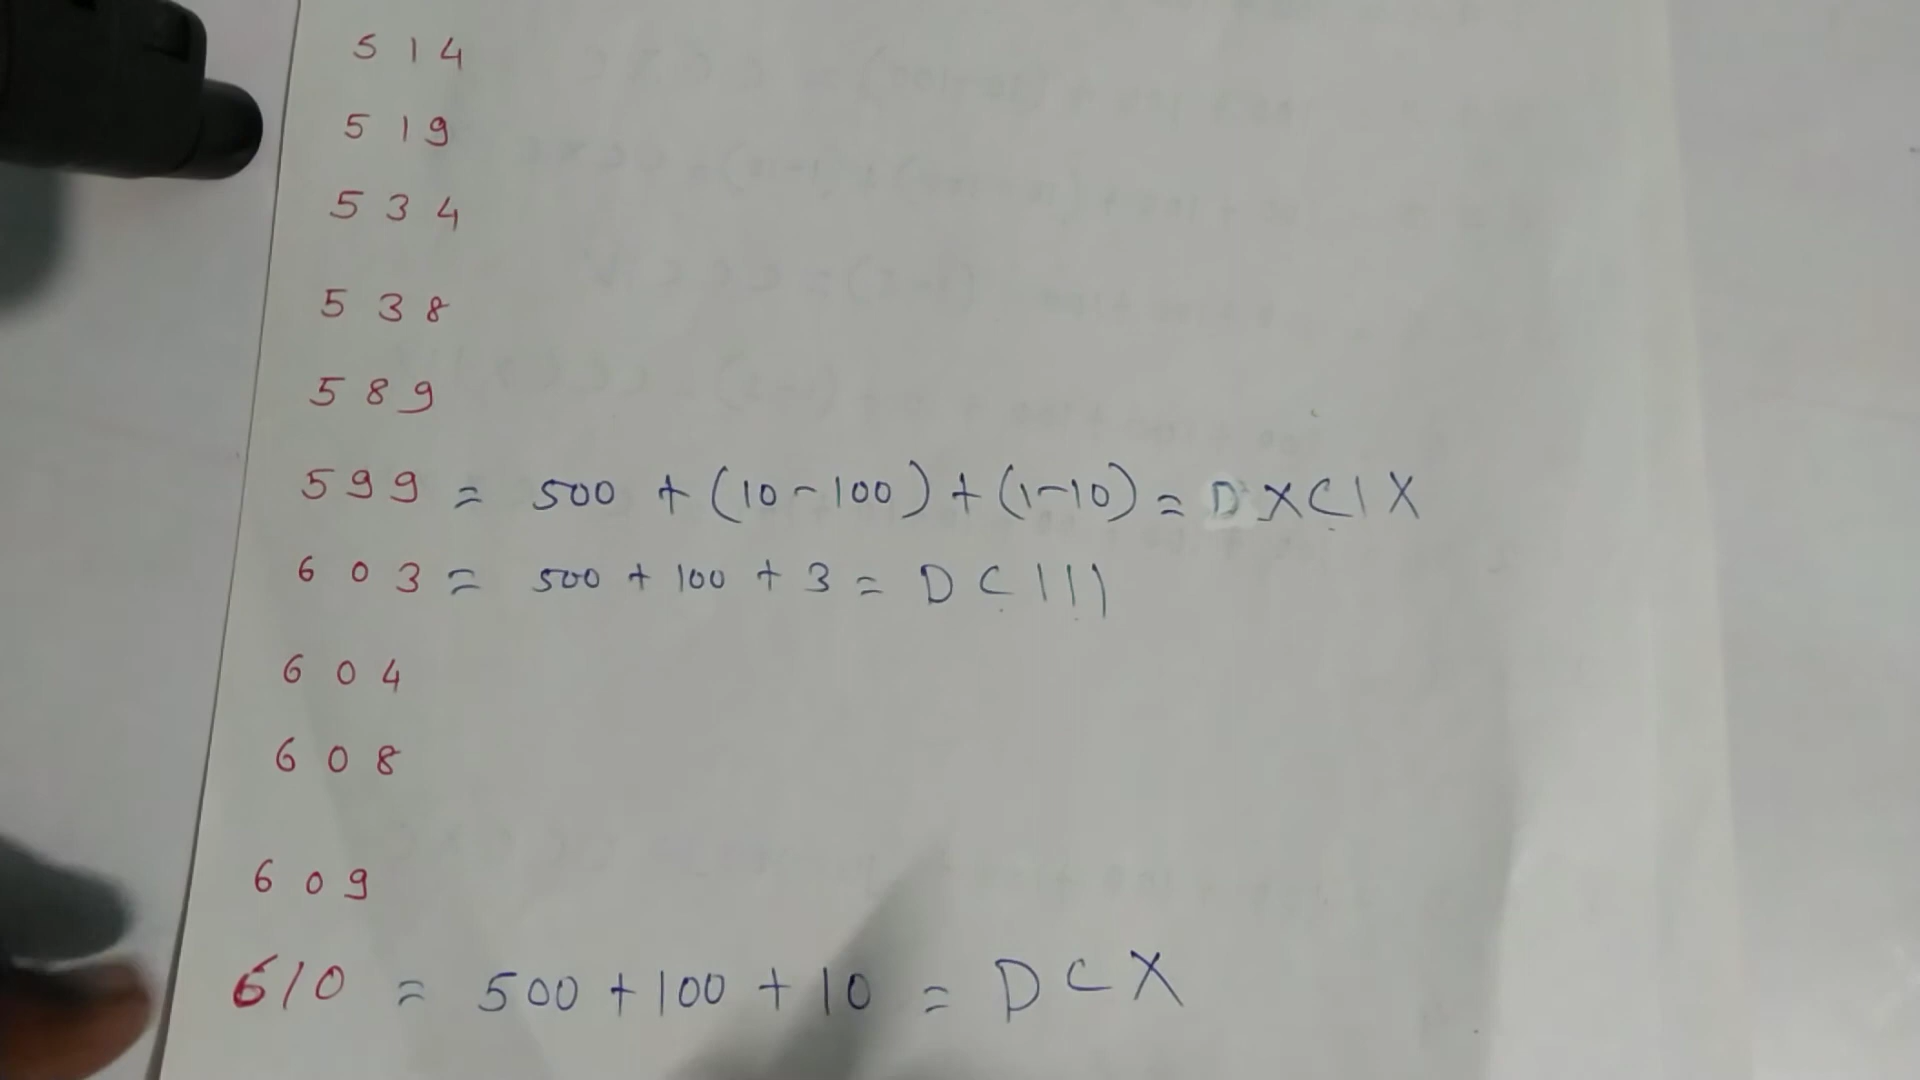 514
519
534
538
589
599 = 500 + (10-100) + (1-10) = DXCIX
603 = 500 + 100 + 3 = DCIII
604
608
609
610 = 500 + 100 + 10 = DCX